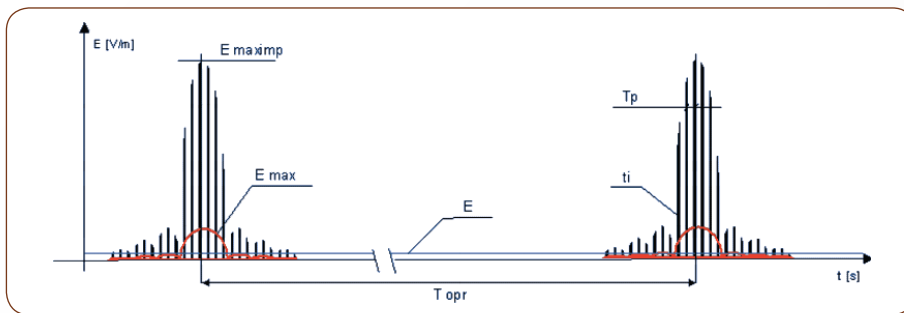 E [V/m]
E maximp
Tp
E max
E
ti
t [s]
T opr